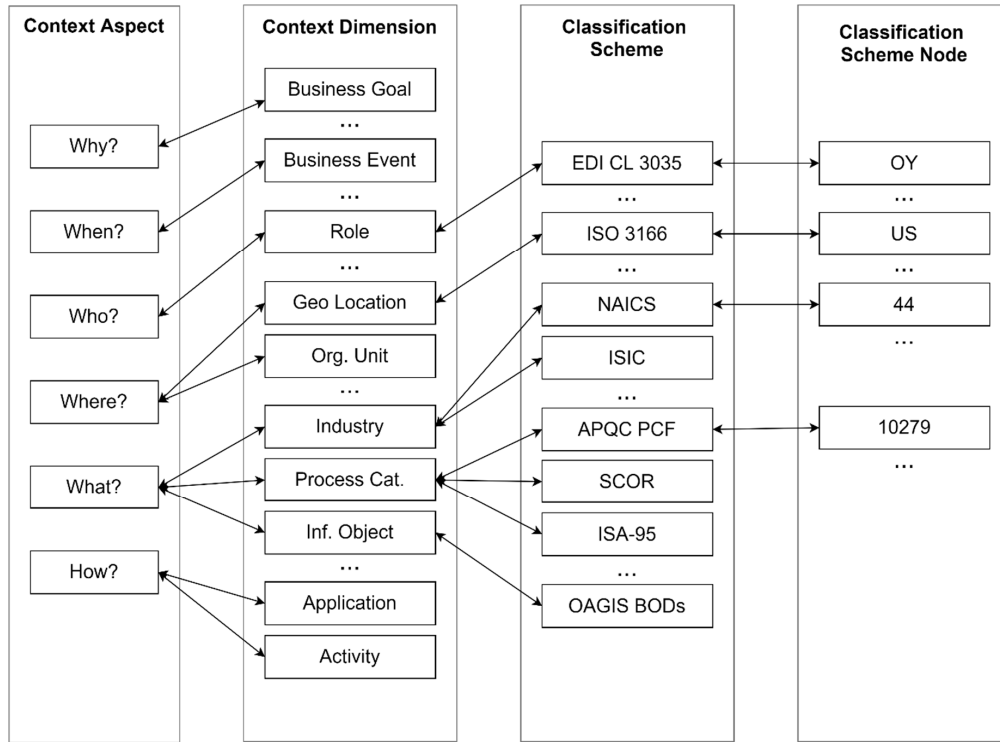 Context Aspect
Why?
When?
Who?
Where?
What?
How?
Context Dimension
Business Goal
...
Business Event
...
Role
...
Geo Location
Org. Unit
...
Industry
Process Cat.
Inf. Object
...
Application
Activity
Classification
Scheme
EDI CL 3035
...
ISO 3166
...
NAICS
ISIC
...
APQC PCF
SCOR
ISA-95
...
OAGIS BODs
Classification
Scheme Node
OY
...
US
...
44
...
10279
...